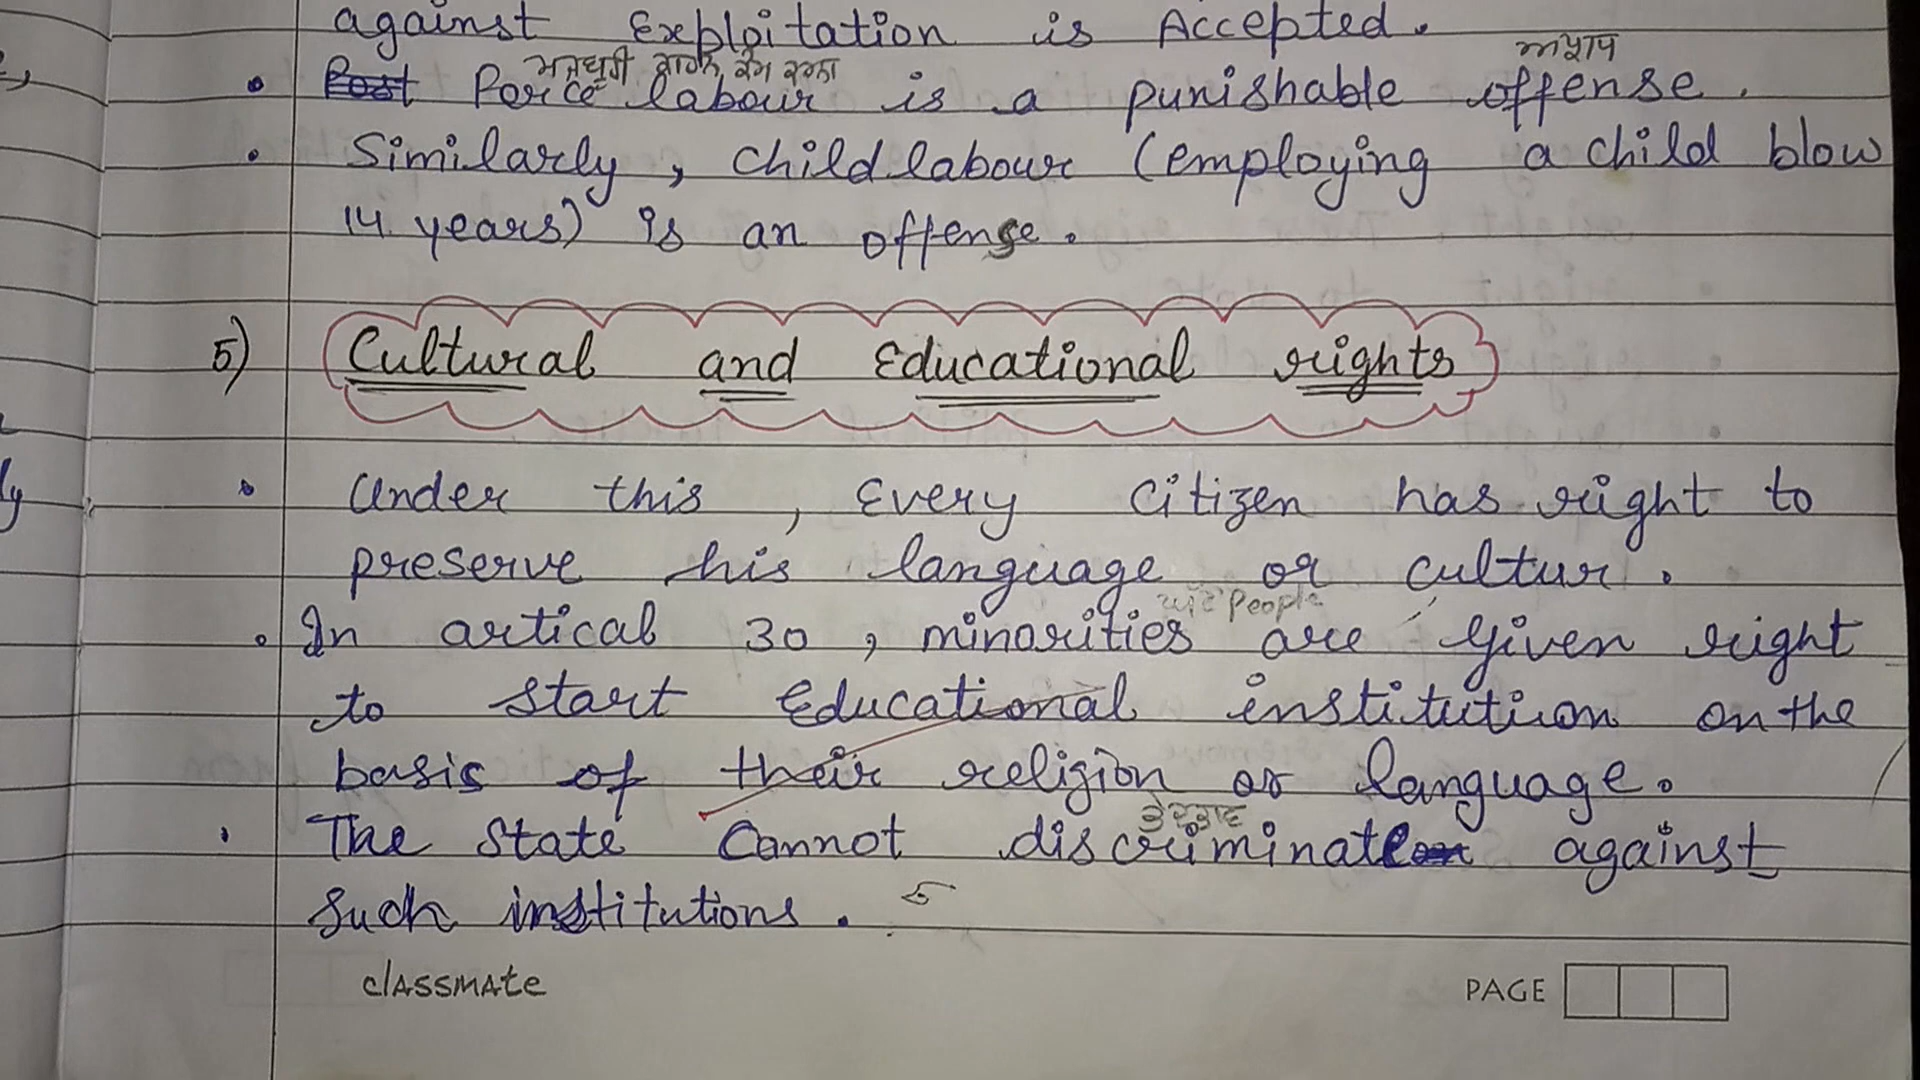 against Exploitation is Accepted.
Porce labour is a punishable offense.
Similarly, child labour (employing a child blow
14 years) is an offense.
5) Cultural and Educational rights
Under this, Every citizen has right to
preserve his language or cultur.
People
In artical 30, minorities are given right
to start Educational institution on the
basis of their religion or language.
The State Cannot discriminate against
Such institutions.
classmate
PAGE